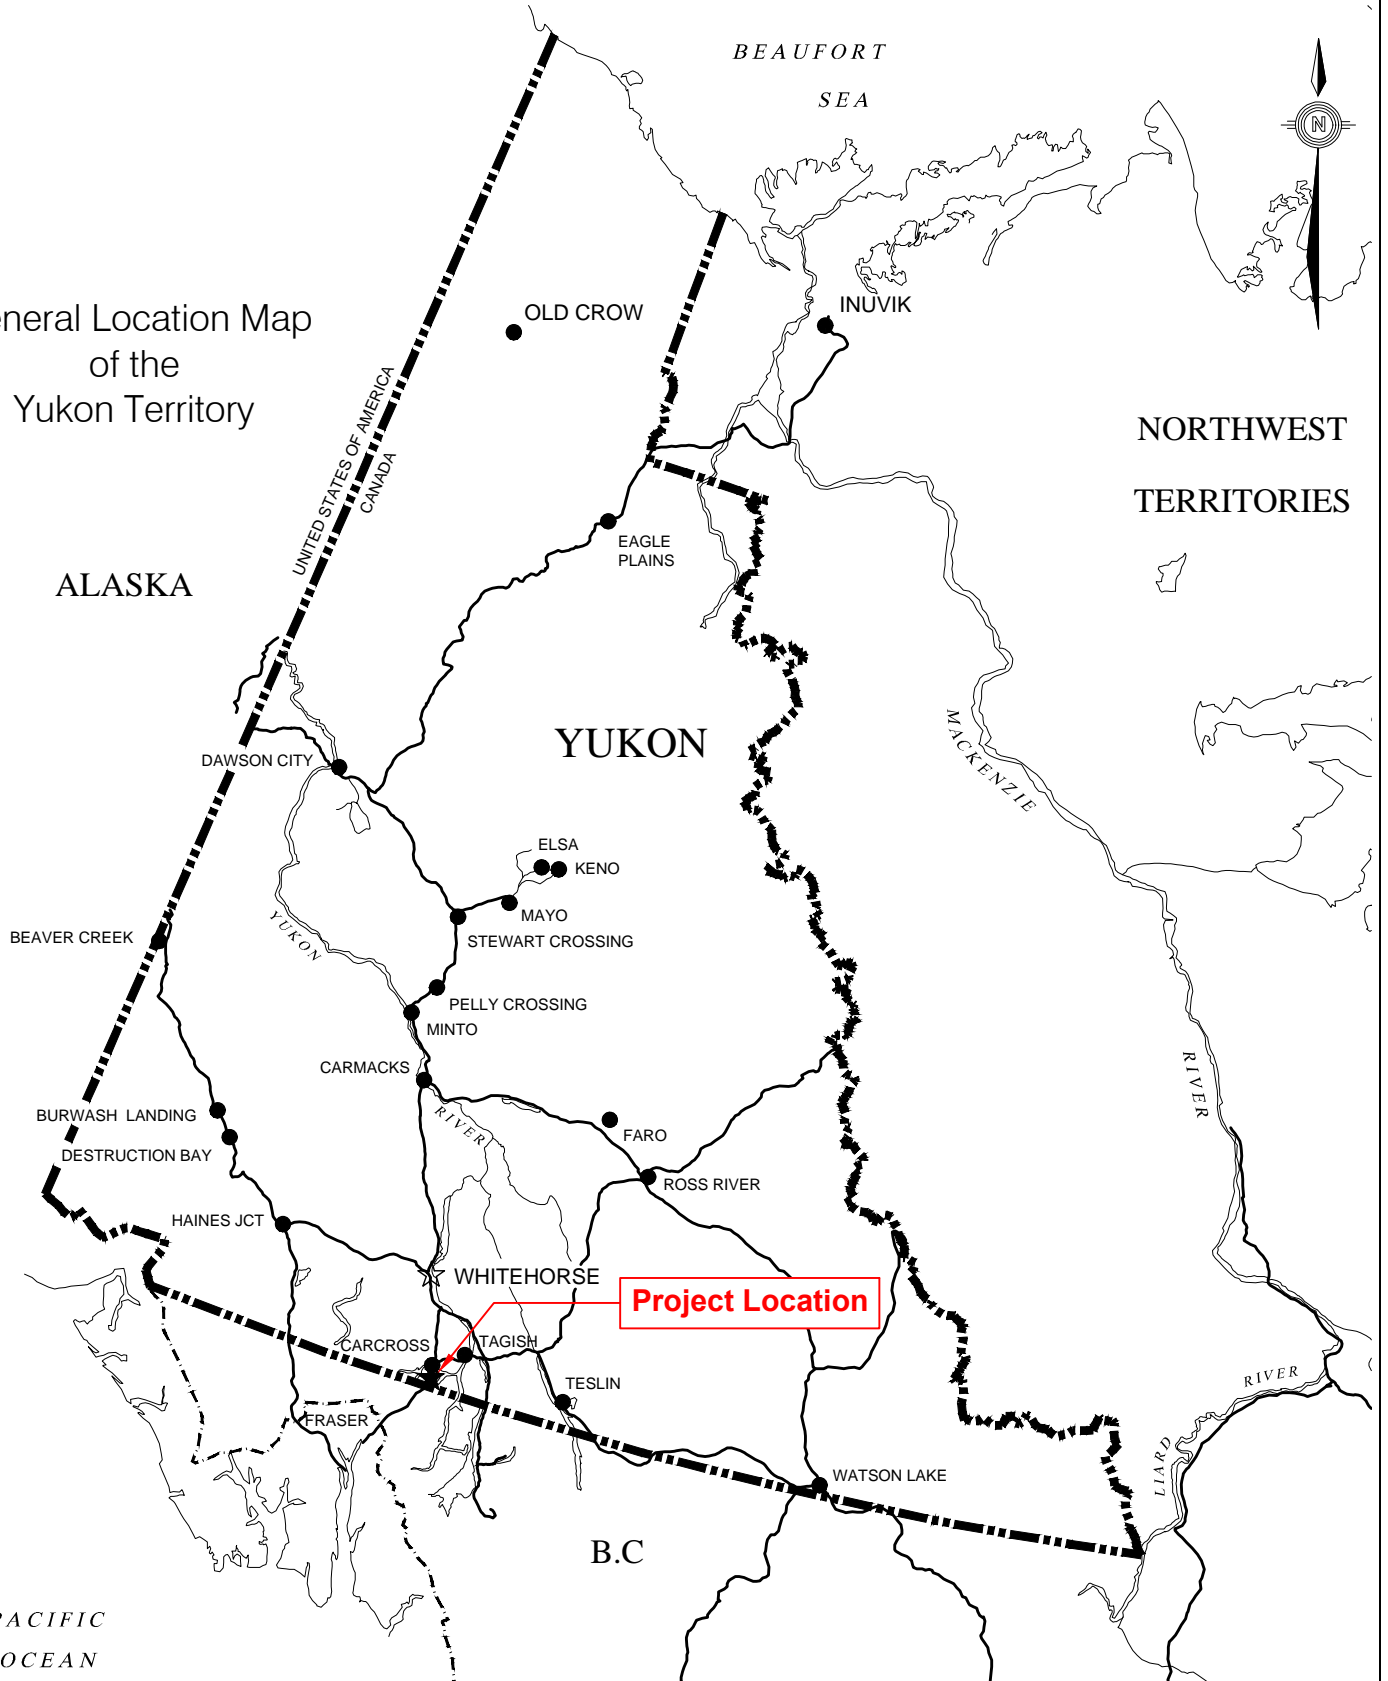 BEAUFORT
SEA
N
OLD CROW
INUVIK
eneral Location Map
of the
Yukon Territory
UNITED STATES OF AMERICA
CANADA
NORTHWEST
TERRITORIES
EAGLE
PLAINS
ALASKA
YUKON
MACKENZIE
DAWSON CITY
ELSA
KENO
MAYO
STEWART CROSSING
BEAVER CREEK
YUKON
PELLY CROSSING
MINTO
CARMACKS
RIVER
RIVER
BURWASH LANDING
FARO
DESTRUCTION BAY
ROSS RIVER
HAINES JCT
WHITEHORSE
Project Location
CARCROSS
TAGISH
RIVER
TESLIN
FRASER
LIARD
WATSON LAKE
B.C
PACIFIC
OCEAN